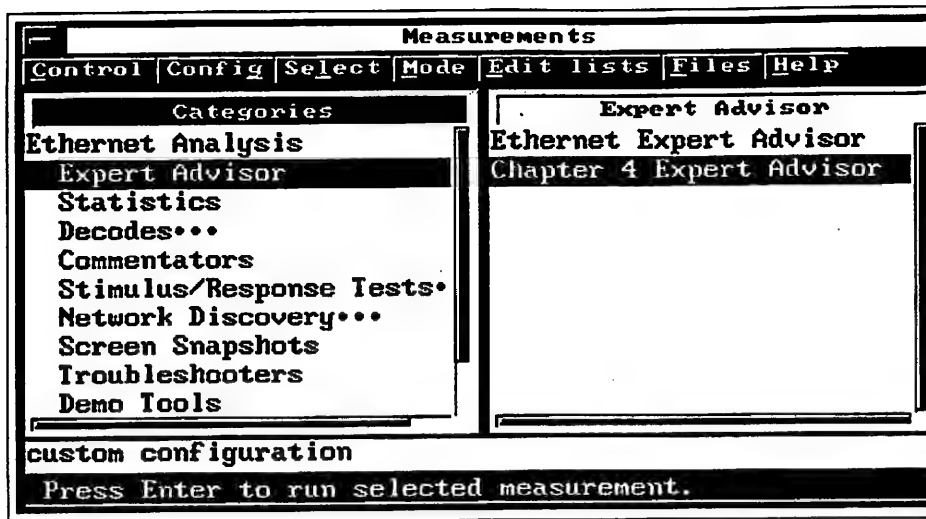 Measurements
Control Config Select Mode Edit lists Files Help
Categories
Ethernet Analysis
Expert Advisor
Statistics
Decodes•••
Commentators
Stimulus/Response Tests•
Network Discovery•••
Screen Snapshots
Troubleshooters
Demo Tools
Expert Advisor
Ethernet Expert Advisor
Chapter 4 Expert Advisor
custom configuration
Press Enter to run selected measurement.